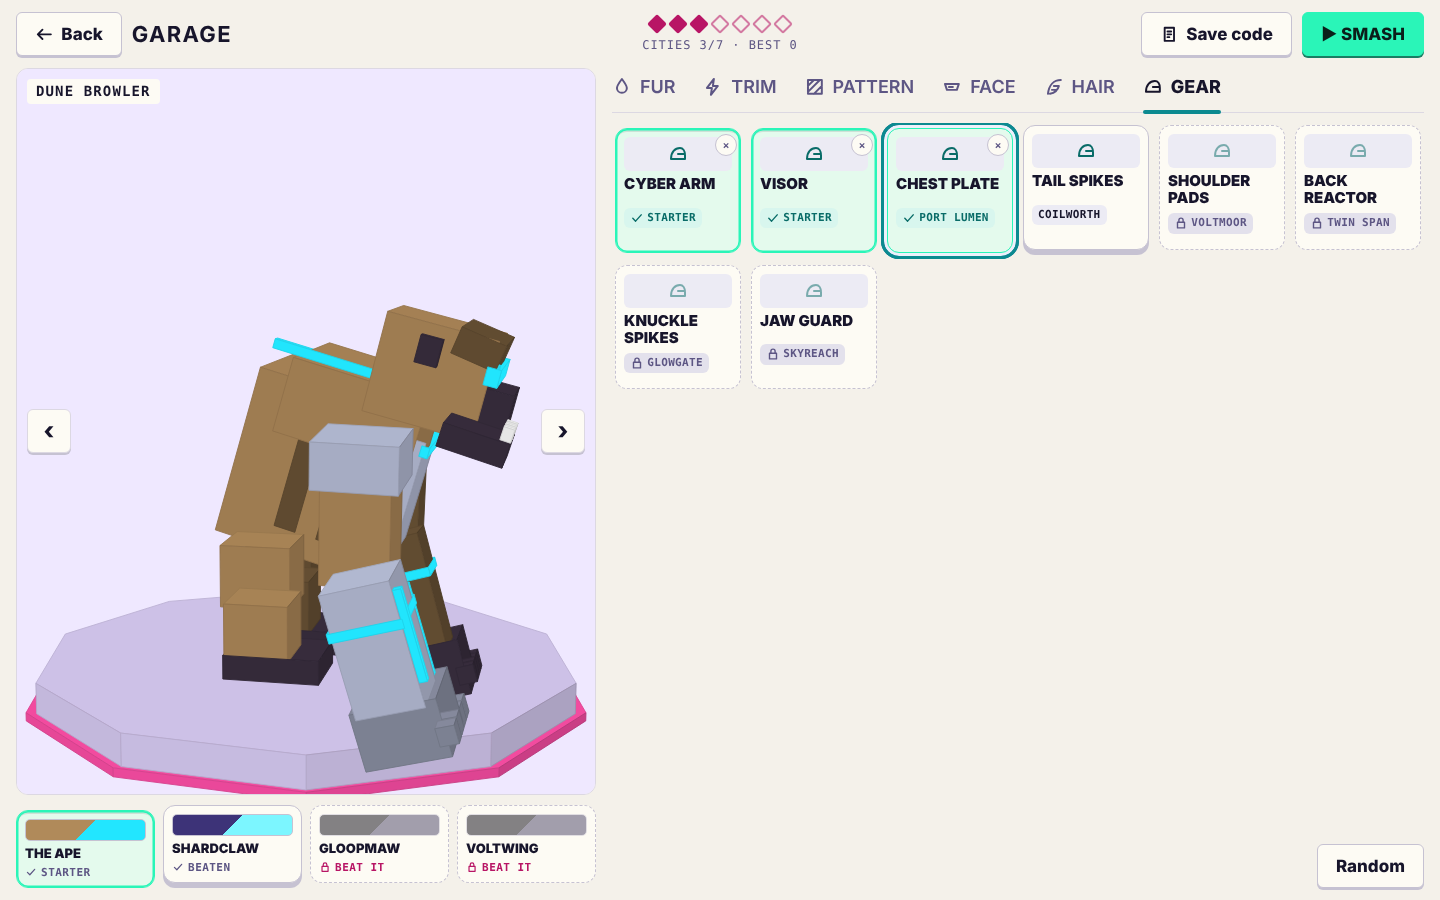 Back
GARAGE
CITIES 3/7 · BEST 0
Save code
SMASH
DUNE BROWLER
FUR
TRIM
PATTERN
FACE
HAIR
GEAR
CYBER ARM
STARTER
VISOR
STARTER
CHEST PLATE
PORT LUMEN
TAIL SPIKES
COILWORTH
SHOULDER
PADS
VOLTMOOR
BACK
REACTOR
TWIN SPAN
KNUCKLE
SPIKES
GLOWGATE
JAW GUARD
SKYREACH
THE APE
STARTER
SHARDCLAW
BEATEN
GLOOPMAW
BEAT IT
VOLTWING
BEAT IT
Random